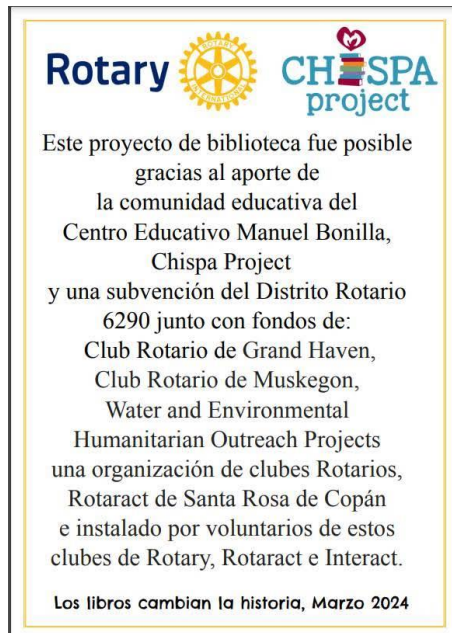 Rotary
ROTARY
INTERNATIONAL
CHISPA
project
Este proyecto de biblioteca fue posible
gracias al aporte de
la comunidad educativa del
Centro Educativo Manuel Bonilla,
Chispa Project
y una subvención del Distrito Rotario
6290 junto con fondos de:
Club Rotario de Grand Haven,
Club Rotario de Muskegon,
Water and Environmental
Humanitarian Outreach Projects
una organización de clubes Rotarios,
Rotaract de Santa Rosa de Copán
e instalado por voluntarios de estos
clubes de Rotary, Rotaract e Interact.
Los libros cambian la historia, Marzo 2024